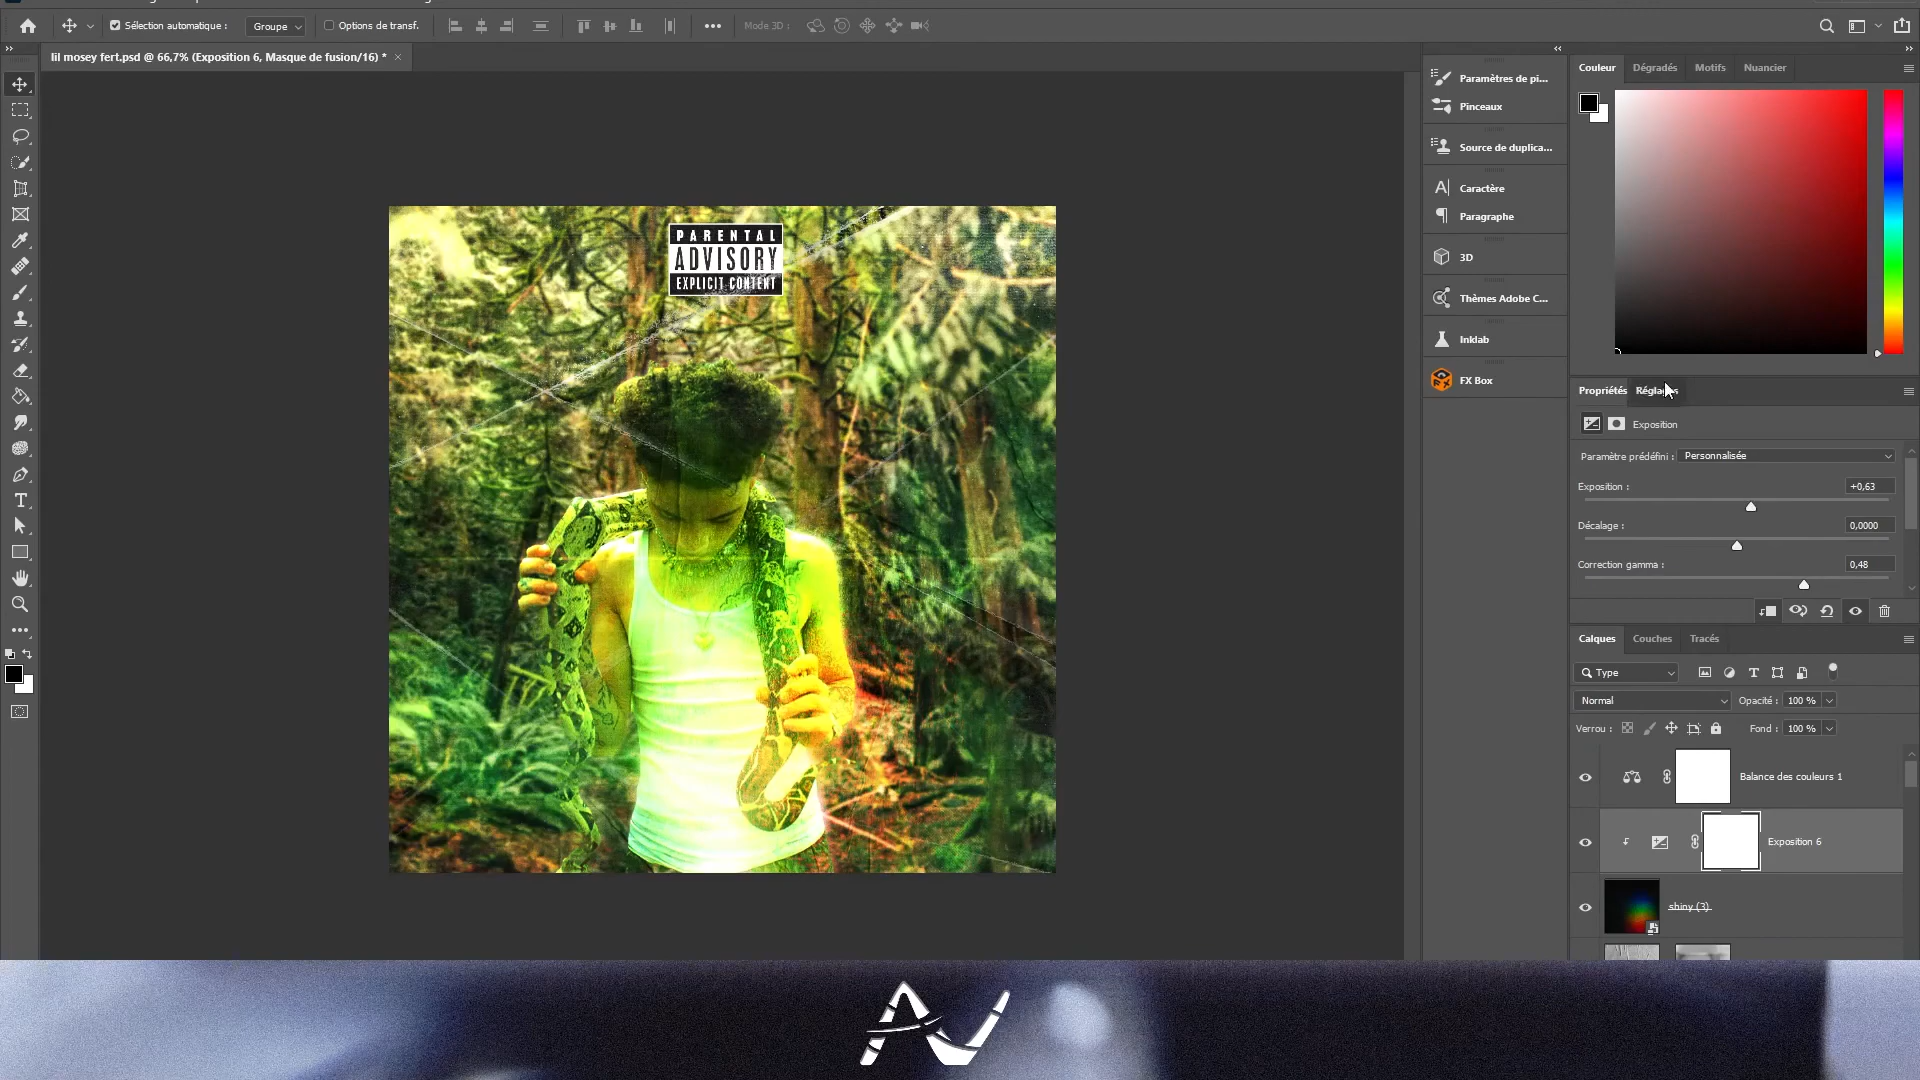 Sélection automatique :
Groupe
Options de transf.
Mode 3D :
lil mosey fert.psd @ 66,7% (Exposition 6, Masque de fusion/16) *
PARENTAL
ADVISORY
EXPLICIT CONTENT
Paramètres de pi...
Pinceaux
Source de duplica...
Caractère
Paragraphe
3D
Thèmes Adobe C...
Inklab
FX Box
Couleur
Dégradés
Motifs
Nuancier
Propriétés
Exposition
Paramètre prédéfini :
Personnalisée
Exposition :
+0,63
Décalage :
0,0000
Correction gamma :
0,48
Calques
Couches
Tracés
Type
Normal
Opacité :
100 %
Verrou :
Fond :
100 %
Balance des couleurs 1
Exposition 6
shiny (3)